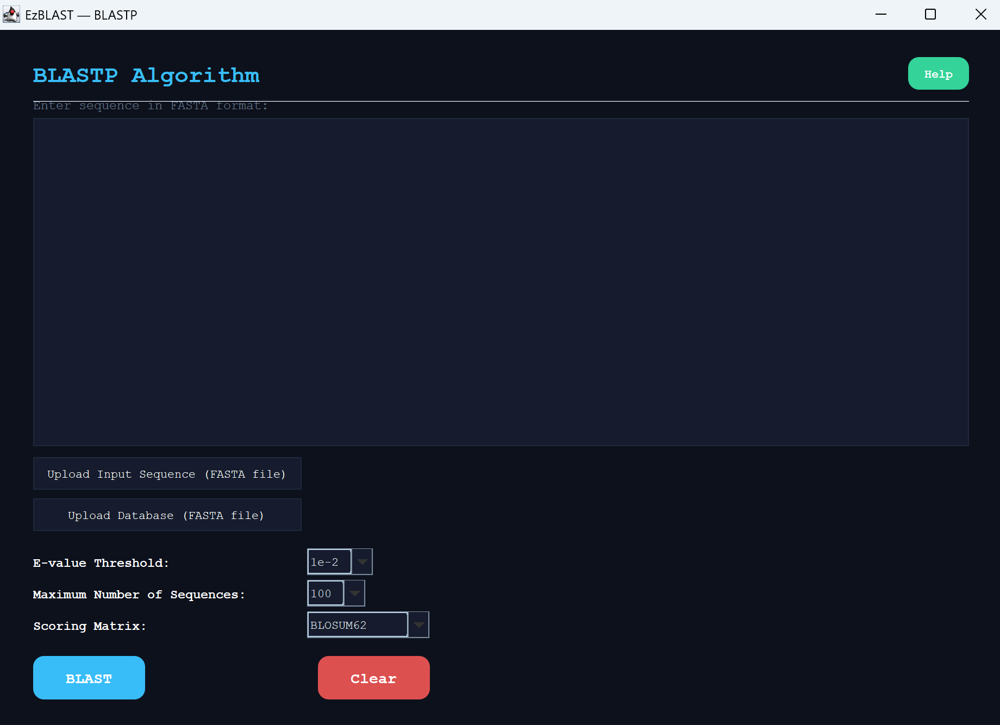 EzBLAST — BLASTP
BLASTP Algorithm
Help
Enter sequence in FASTA format:
Upload Input Sequence (FASTA file)
Upload Database (FASTA file)
E-value Threshold:
1e-2
Maximum Number of Sequences:
100
Scoring Matrix:
BLOSUM62
BLAST
Clear